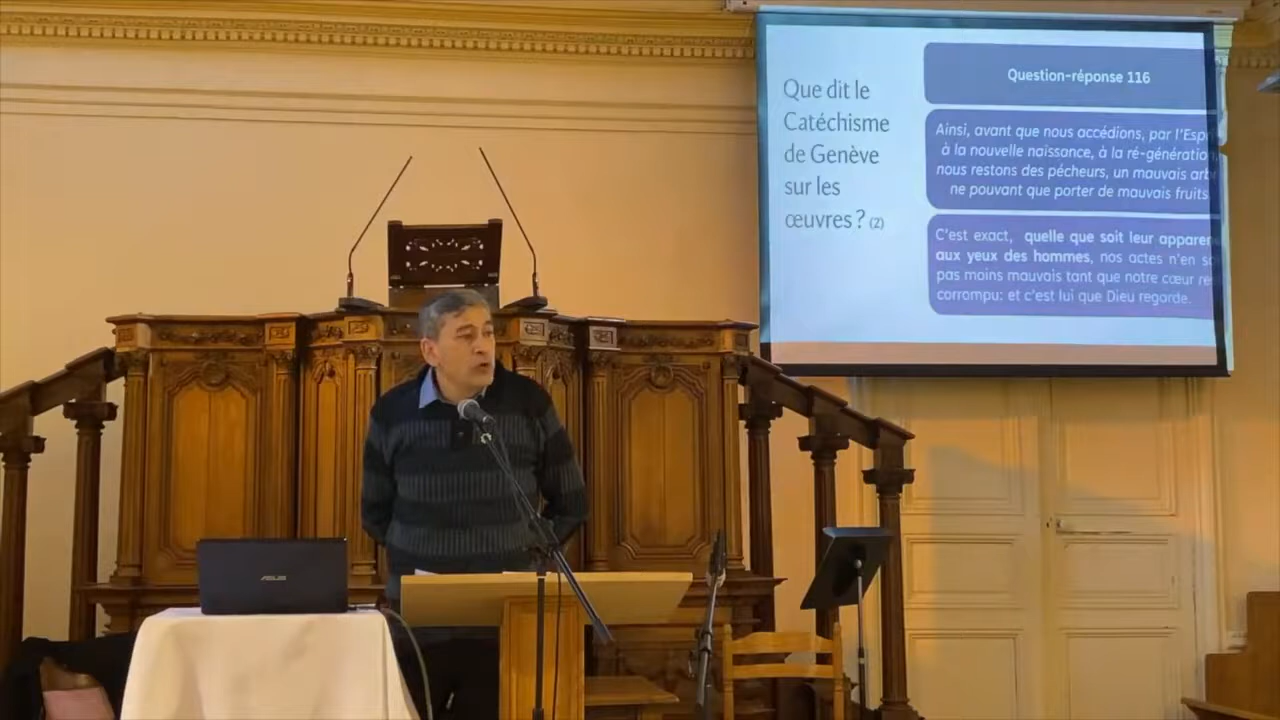 Que dit le
Catéchisme
de Genève
sur les
œuvres ? (2)
Question-réponse 116
Ainsi, avant que nous accédions, par l'Esp
à la nouvelle naissance, à la ré-génération,
nous restons des pécheurs, un mauvais arb
ne pouvant que porter de mauvais fruits.
C'est exact, quelle que soit leur apparen
aux yeux des hommes, nos actes n'en so
pas moins mauvais tant que notre cœur re
corrompu: et c'est lui que Dieu regarde.
ASUS